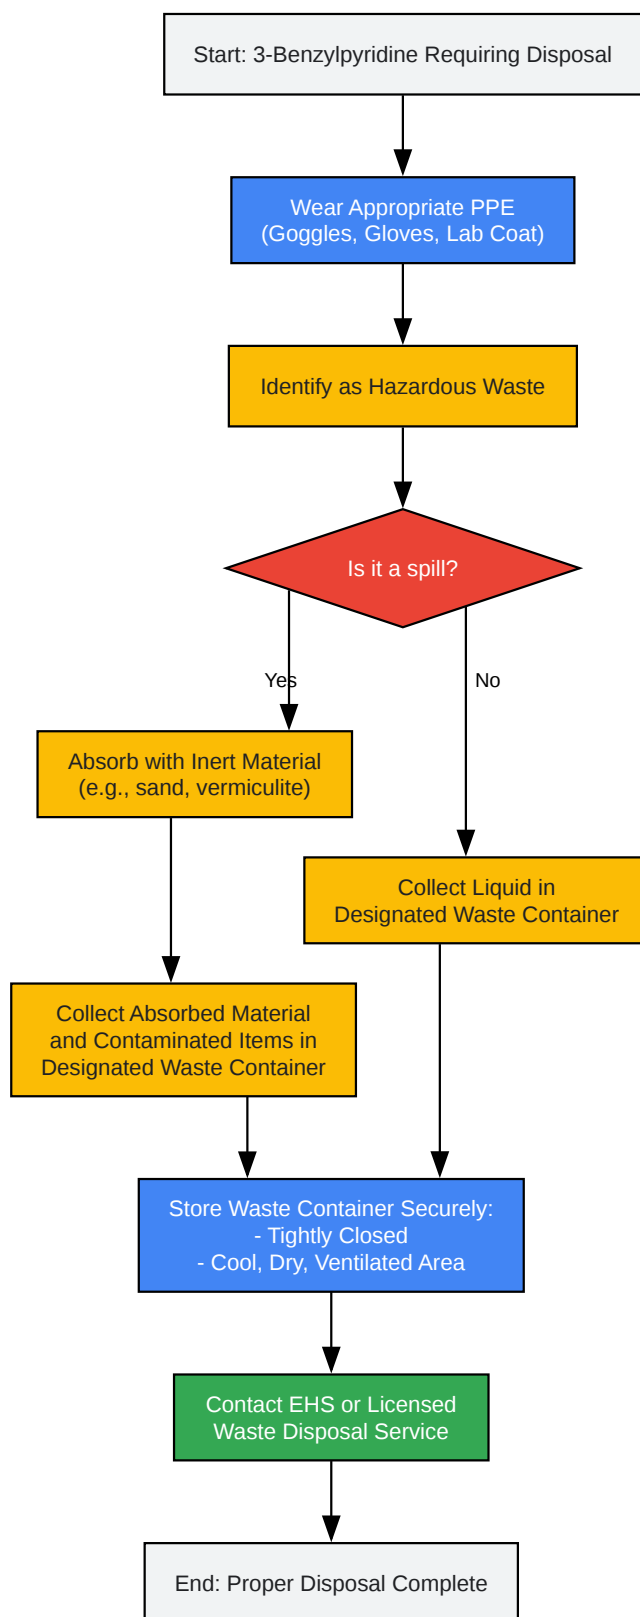 Start: 3-Benzylpyridine Requiring Disposal
Wear Appropriate PPE
(Goggles, Gloves, Lab Coat)
Identify as Hazardous Waste
Is it a spill?
Yes
No
Absorb with Inert Material
(e.g., sand, vermiculite)
Collect Liquid in
Designated Waste Container
Collect Absorbed Material
and Contaminated Items in
Designated Waste Container
Store Waste Container Securely:
- Tightly Closed
- Cool, Dry, Ventilated Area
Contact EHS or Licensed
Waste Disposal Service
End: Proper Disposal Complete